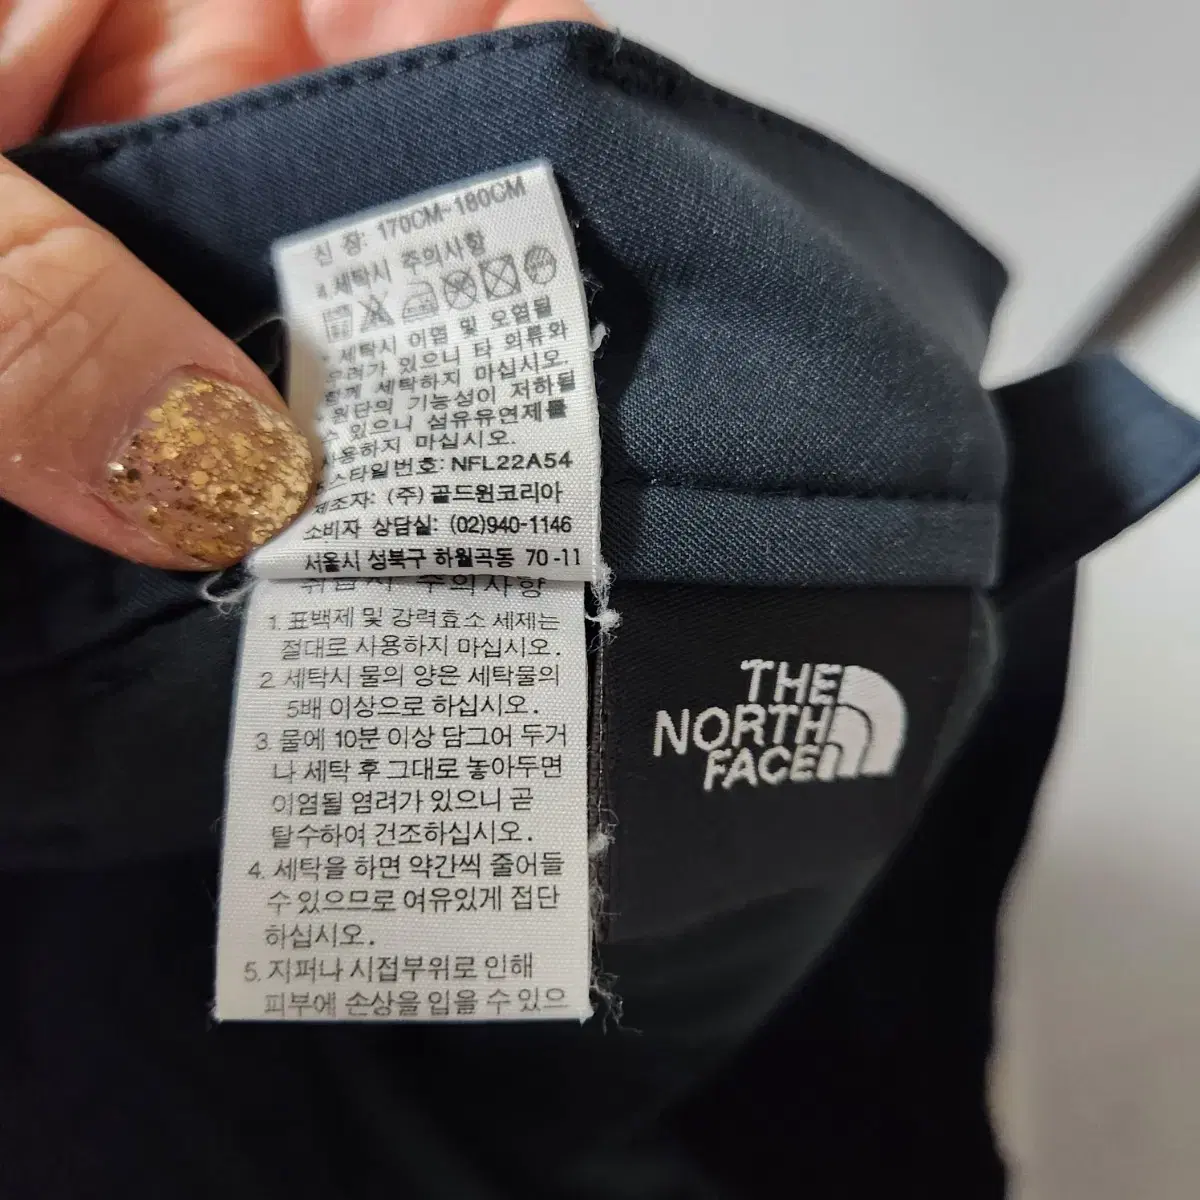 신 장: 170CM-180CM
4.세탁시 주의사항
세탁시 이염 및 오염될
우려가 있으니 타 의류와
함께 세탁하지 마십시오.
원단의 기능성이 저하될
수 있으니 섬유유연제를
사용하지 마십시오.
스타일번호: NFL22A54
제조자: (주) 골드윈코리아
소비자 상담실: (02)940-1146
서울시 성북구 하월곡동 70-11
취급시 주의사항
1. 표백제 및 강력효소 세제는
절대로 사용하지 마십시오.
2. 세탁시 물의 양은 세탁물의
5배 이상으로 하십시오.
3. 물에 10분 이상 담그어 두거
나 세탁 후 그대로 놓아두면
이염될 염려가 있으니 곧
탈수하여 건조하십시오.
4. 세탁을 하면 약간씩 줄어들
수 있으므로 여유있게 접단
하십시오.
5. 지퍼나 시접부위로 인해
피부에 손상을 입을 수 있으
THE
NORTH
FACE